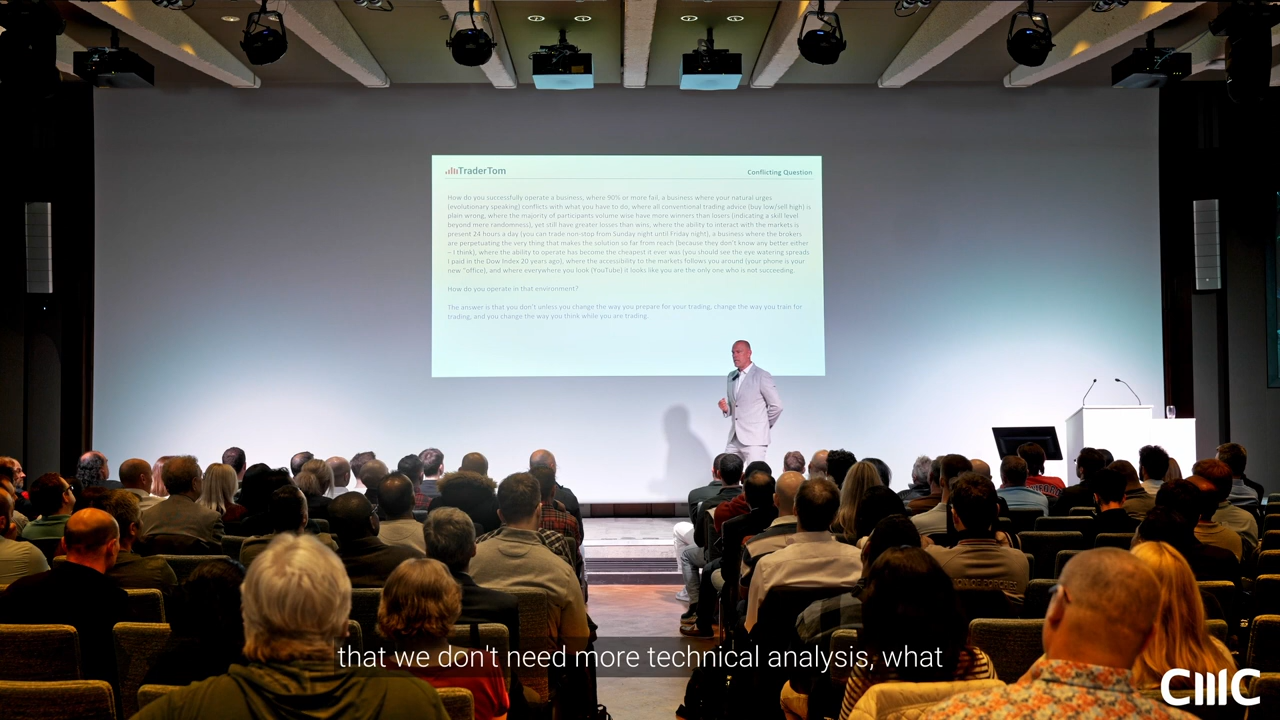 TraderTom
Conflicting Question
How do you successfully operate a business, where 90% or more fail, a business where your natural urges
(evolutionary speaking) conflicts with what you have to do, where all conventional trading advice (buy low/sell high) is
plain wrong, where the majority of participants volume wise have more winners than losers (indicating a skill level
beyond mere randomness), yet still have greater losses than wins, where the ability to interact with the markets is
present 24 hours a day (you can trade non-stop from Sunday night until Friday night), a business where the brokers
are perpetuating the very thing that makes the solution so far from reach (because they don't know any better either
– I think), where the ability to operate has become the cheapest it ever was (you should see the eye watering spreads
I paid in the Dow Index 20 years ago), where the accessibility to the markets follows you around (your phone is your
new "office), and where everywhere you look (YouTube) it looks like you are the only one who is not succeeding.
How do you operate in that environment?
The answer is that you don't unless you change the way you prepare for your trading, change the way you train for
trading, and you change the way you think while you are trading.
that we don't need more technical analysis, what
CMC